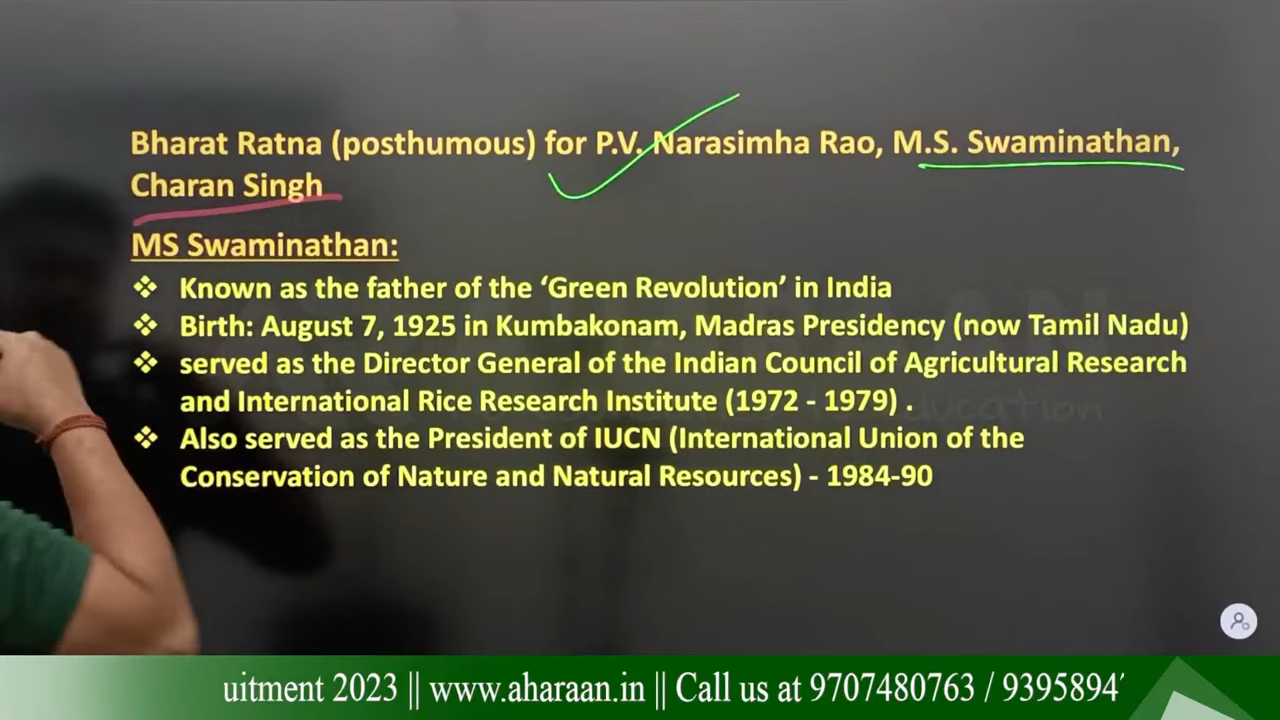 Bharat Ratna (posthumous) for P.V. Narasimha Rao, M.S. Swaminathan,
Charan Singh
MS Swaminathan:
❖ Known as the father of the ‘Green Revolution’ in India
❖ Birth: August 7, 1925 in Kumbakonam, Madras Presidency (now Tamil Nadu)
❖ served as the Director General of the Indian Council of Agricultural Research
and International Rice Research Institute (1972 - 1979) .
❖ Also served as the President of IUCN (International Union of the
Conservation of Nature and Natural Resources) - 1984-90
uitment 2023 || www.aharaan.in || Call us at 9707480763 / 9395894